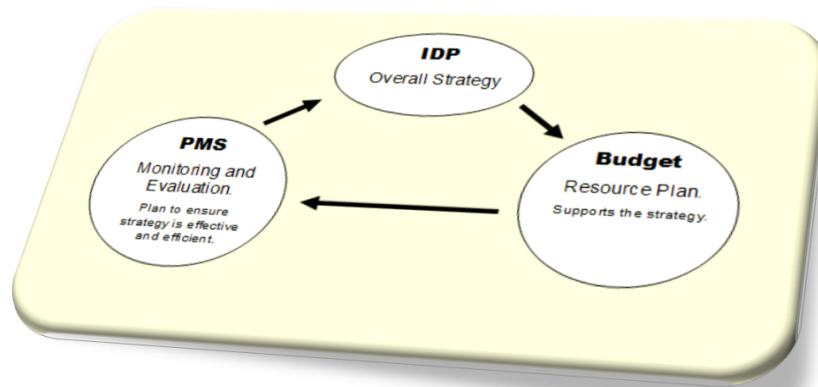 IDP
Overall Strategy
PMS
Monitoring and
Evaluation.
Plan to ensure
strategy is effective
and efficient.
Budget
Resource Plan.
Supports the strategy.